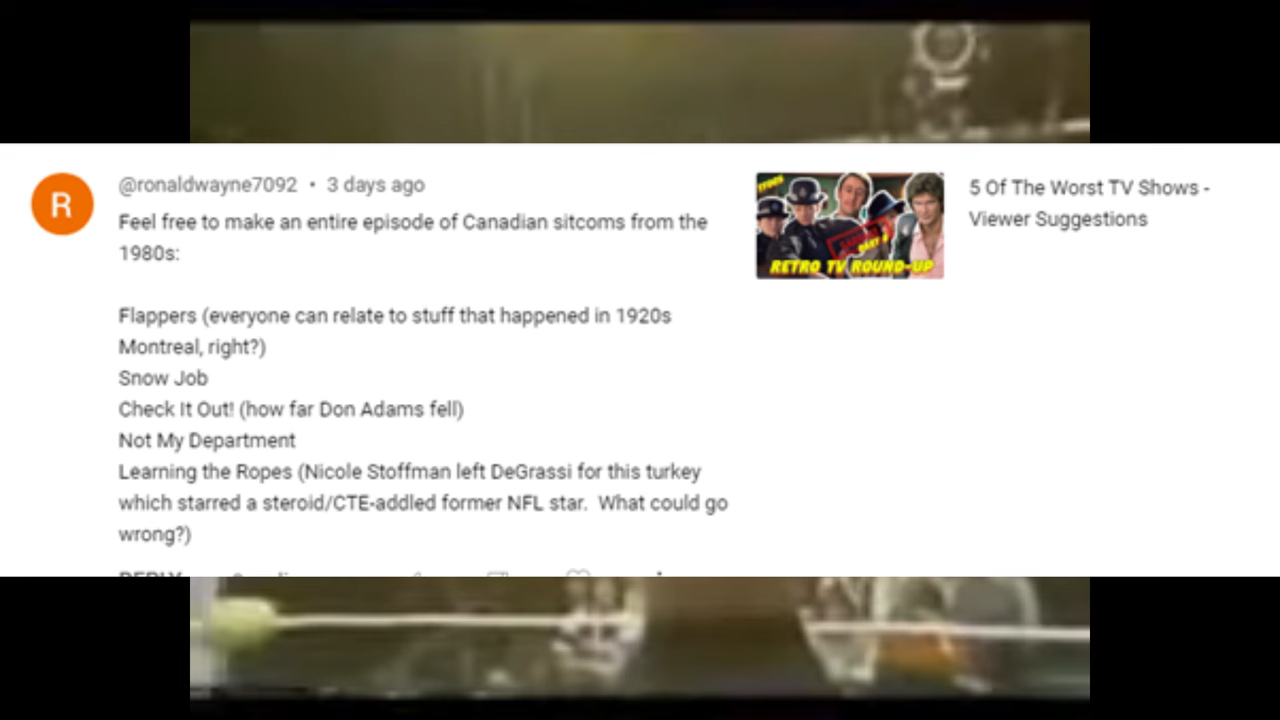 @ronaldwayne7092 • 3 days ago
Feel free to make an entire episode of Canadian sitcoms from the
1980s:
Flappers (everyone can relate to stuff that happened in 1920s
Montreal, right?)
Snow Job
Check It Out! (how far Don Adams fell)
Not My Department
Learning the Ropes (Nicole Stoffman left DeGrassi for this turkey
which starred a steroid/CTE-addled former NFL star. What could go
wrong?)
R
RETRO TV ROUND-UP
5 Of The Worst TV Shows -
Viewer Suggestions